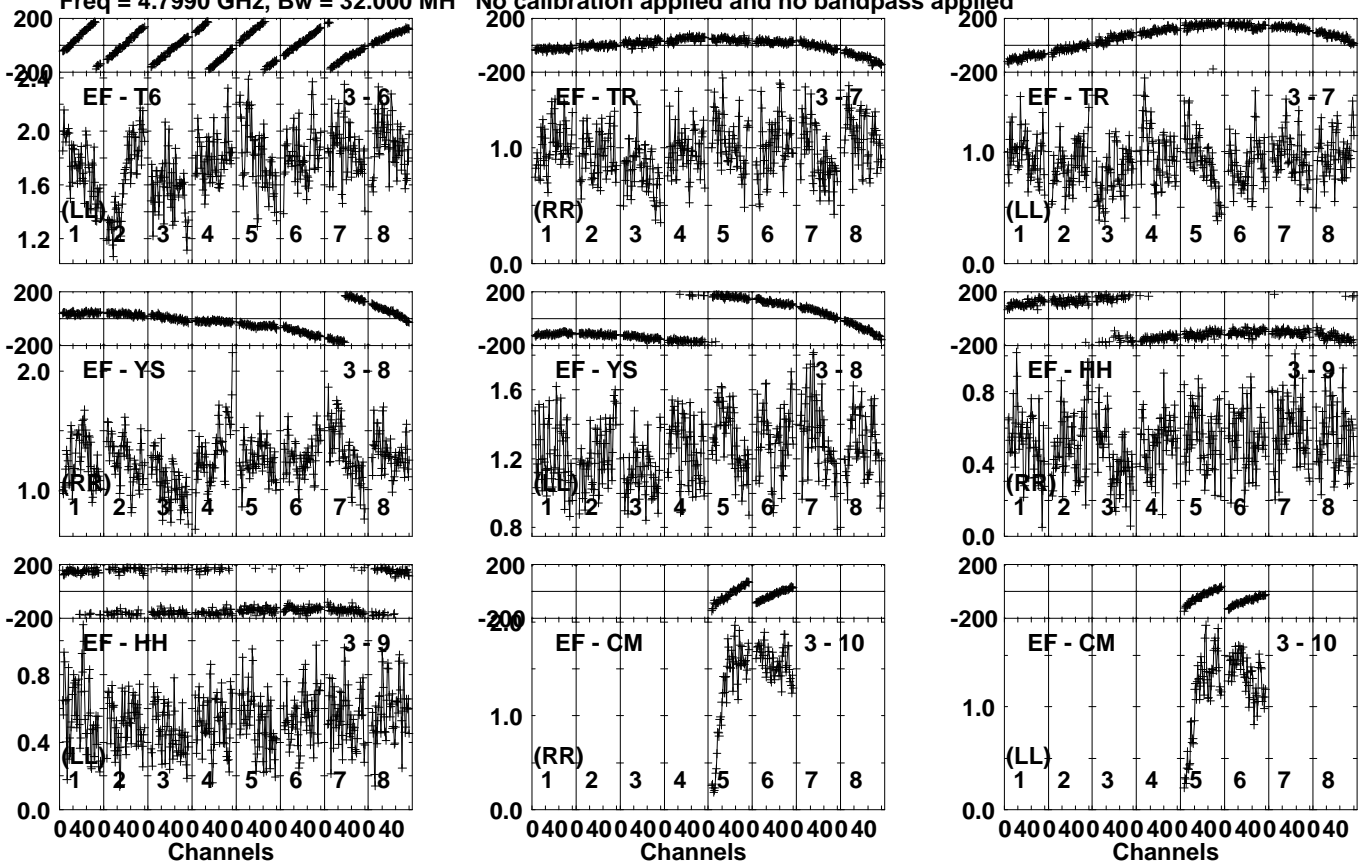 Freq = 4.7990 GHz, Bw = 32.000 MH No calibration applied and no bandpass applied
200 200 200
-200 -200 -200
2.4
EF - T6 3 - 6 EF - TR 3 - 7 EF - TR 3 - 7
2.0
1.0 1.0
1.6
(LL) (RR) (LL)
1.2
1 2 3 4 5 6 7 8 1 2 3 4 5 6 7 8 1 2 3 4 5 6 7 8
0.0 0.0
200 200 200
-200 -200 -200
2.0 EF - YS 3 - 8 EF - YS 3 - 8 EF - HH 3 - 9
1.6 0.8
1.0 1.2 0.4
(RR) (LL) (RR)
1 2 3 4 5 6 7 8 1 2 3 4 5 6 7 8 1 2 3 4 5 6 7 8
0.8 0.0
200 200 200
-200 -200 -200
2.0
EF - HH 3 - 9 EF - CM 3 - 10 EF - CM 3 - 10
0.8
1.0 1.0
0.4
(LL) (RR) (LL)
1 2 3 4 5 6 7 8 1 2 3 4 5 6 7 8 1 2 3 4 5 6 7 8
0.0 0.0 0.0
0 40 0 40 0 40 0 40 0 40 0 40 0 40 0 40 0 40 0 40 0 40 0 40 0 40 0 40 0 40 0 40 0 40 0 40 0 40 0 40 0 40 0 40 0 40 0 40
Channels Channels Channels